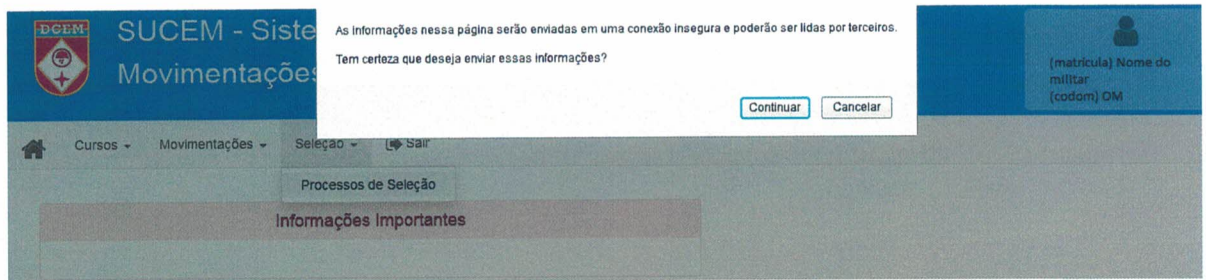 DCEM
SUCEM - Siste
Movimentações
As informações nessa página serão enviadas em uma conexão insegura e poderão ser lidas por terceiros.
Tem certeza que deseja enviar essas informações?
Continuar Cancelar
(matrícula) Nome do
militar
(codom) OM
Cursos Movimentações Seleção Sair
Processos de Seleção
Informações Importantes